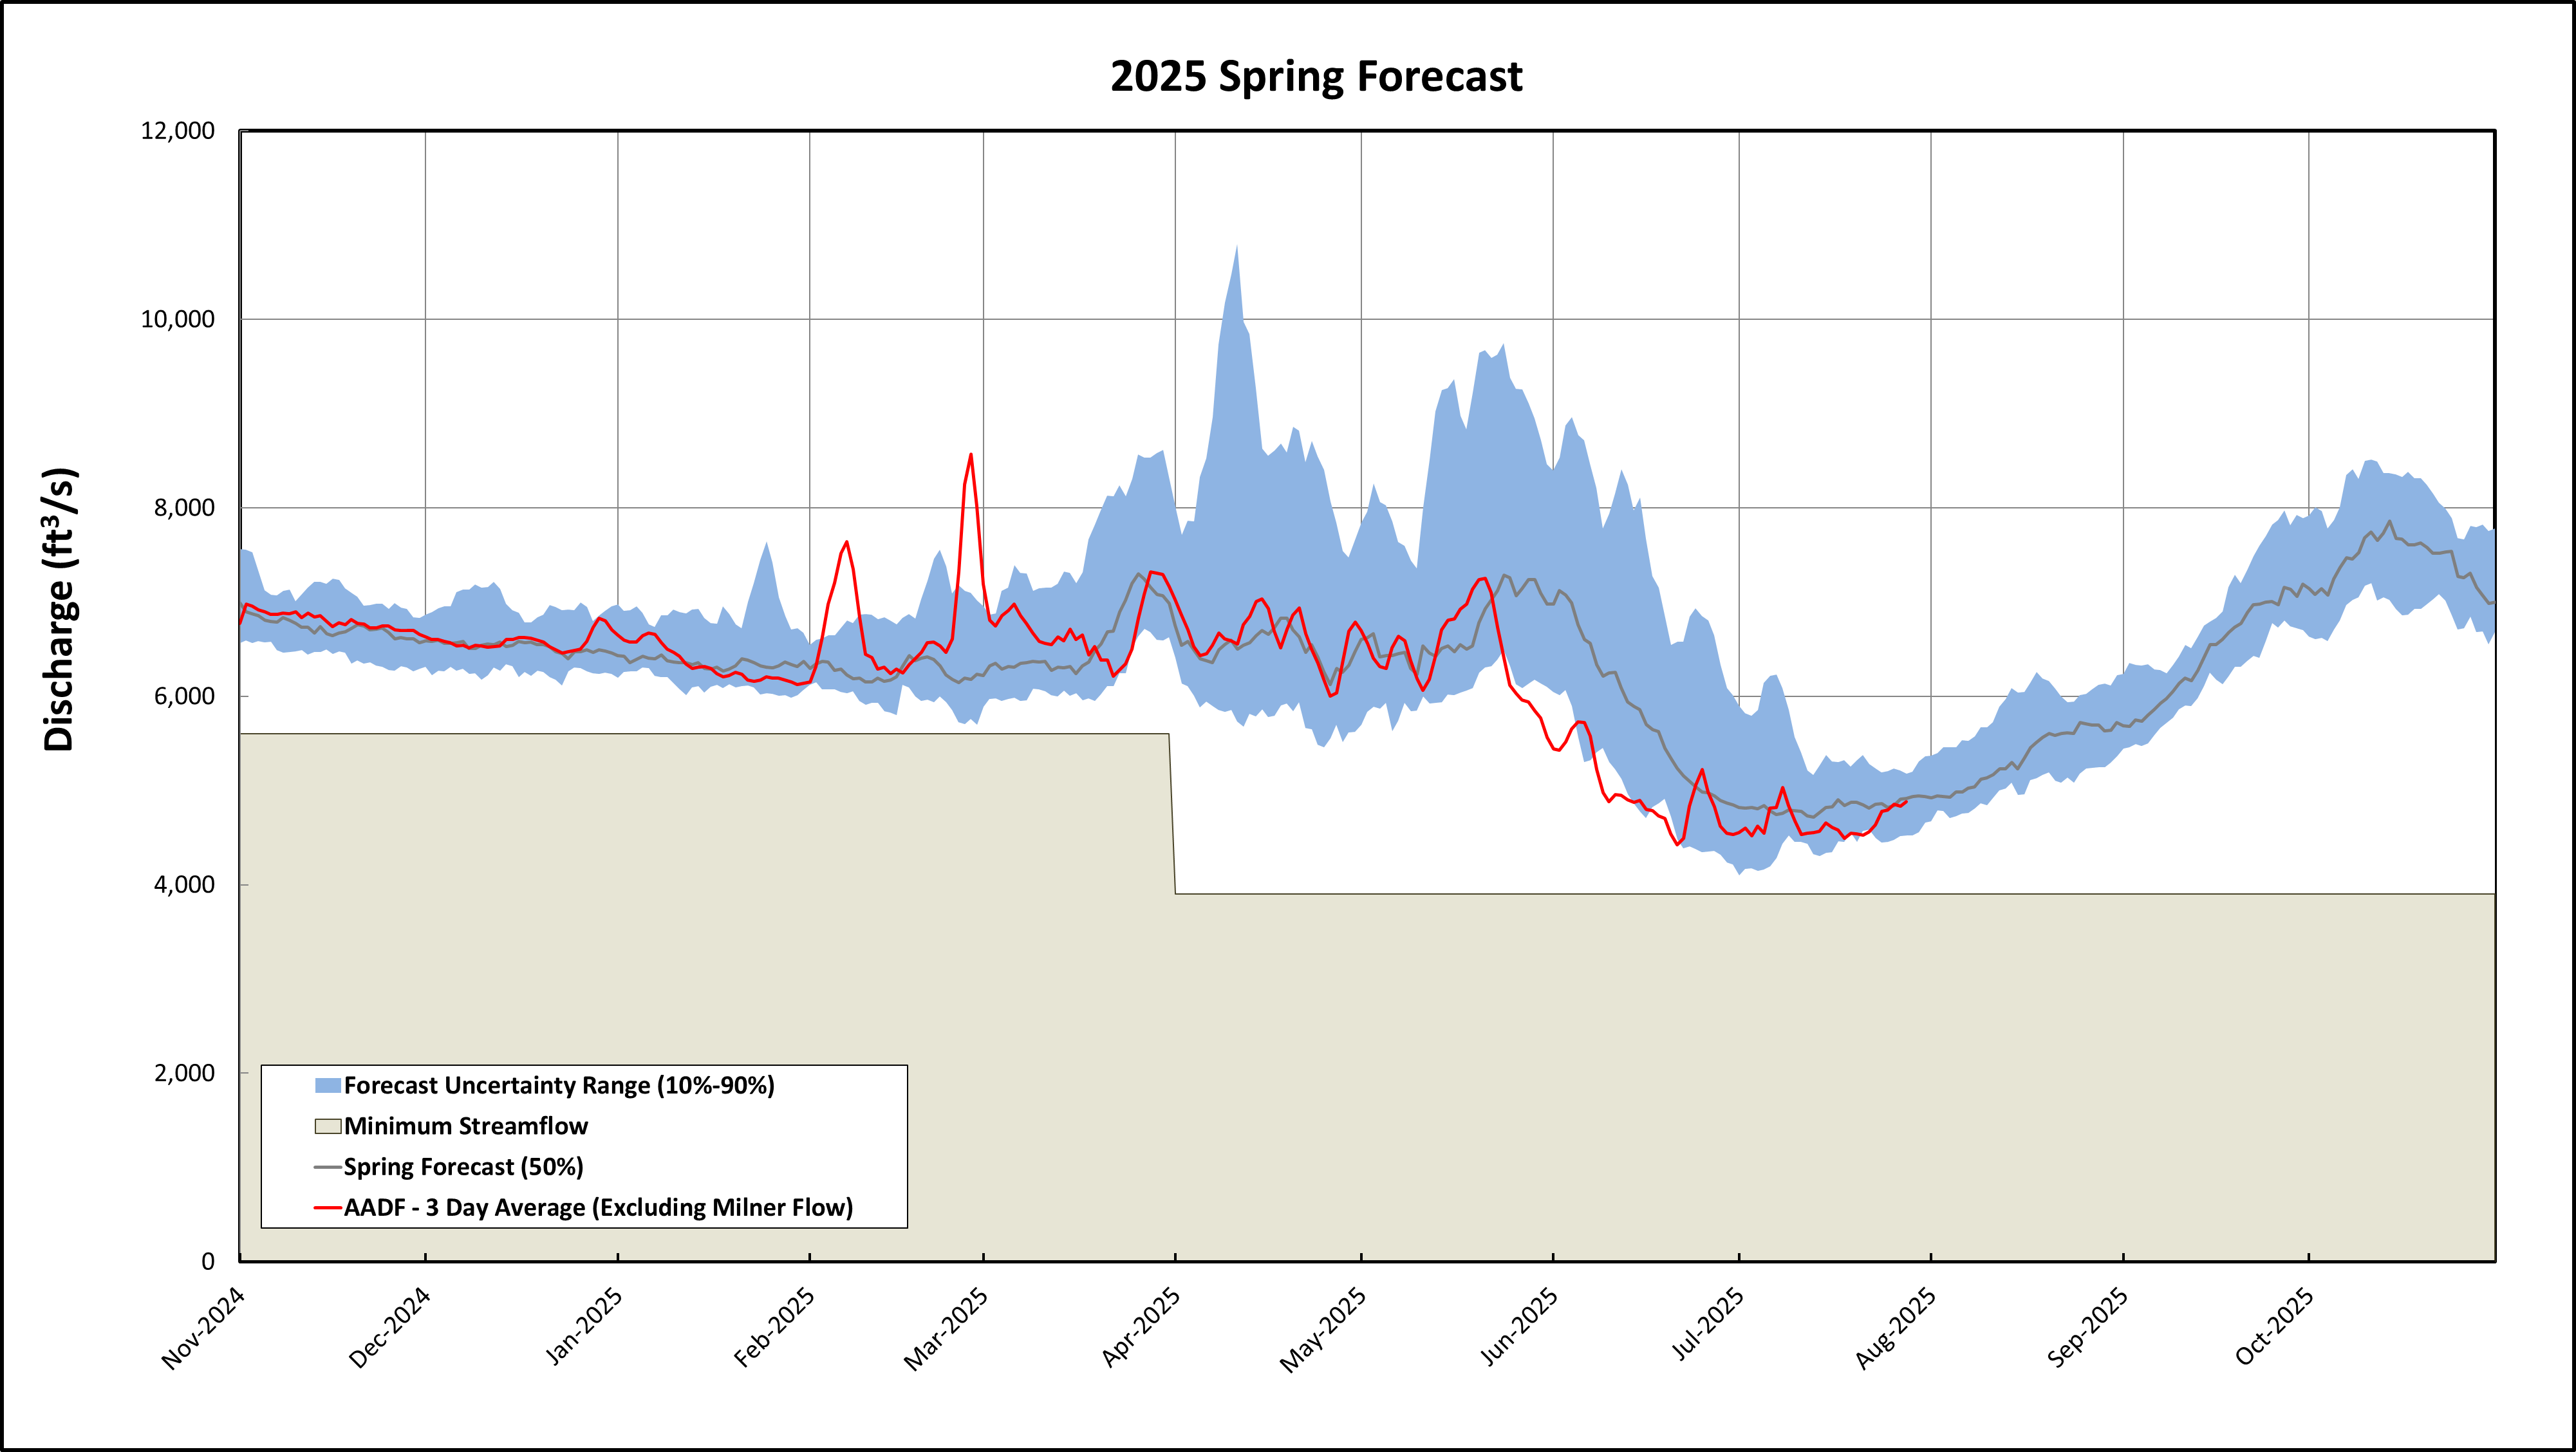 2025 Spring Forecast
Discharge (ft³/s)
12,000
10,000
8,000
6,000
4,000
2,000
0
Forecast Uncertainty Range (10%-90%)
Minimum Streamflow
Spring Forecast (50%)
AADF - 3 Day Average (Excluding Milner Flow)
Nov-2024
Dec-2024
Jan-2025
Feb-2025
Mar-2025
Apr-2025
May-2025
Jun-2025
Jul-2025
Aug-2025
Sep-2025
Oct-2025